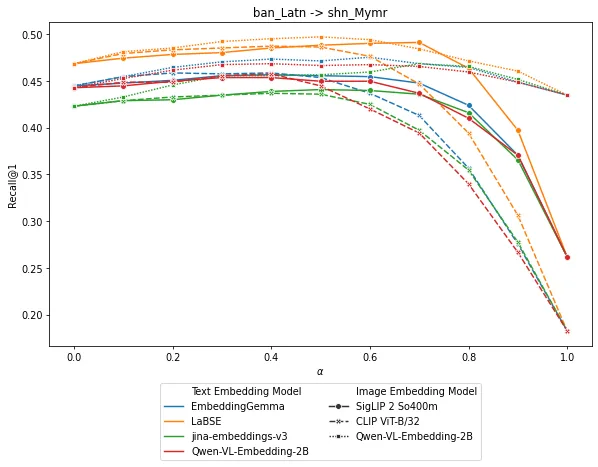 ban_Latn -> shn_Mymr
Recall@1
0.50
0.45
0.40
0.35
0.30
0.25
0.20
0.0
0.2
0.4
0.6
0.8
1.0
α
Text Embedding Model
EmbeddingGemma
LaBSE
jina-embeddings-v3
Qwen-VL-Embedding-2B
Image Embedding Model
SigLIP 2 So400m
CLIP ViT-B/32
Qwen-VL-Embedding-2B